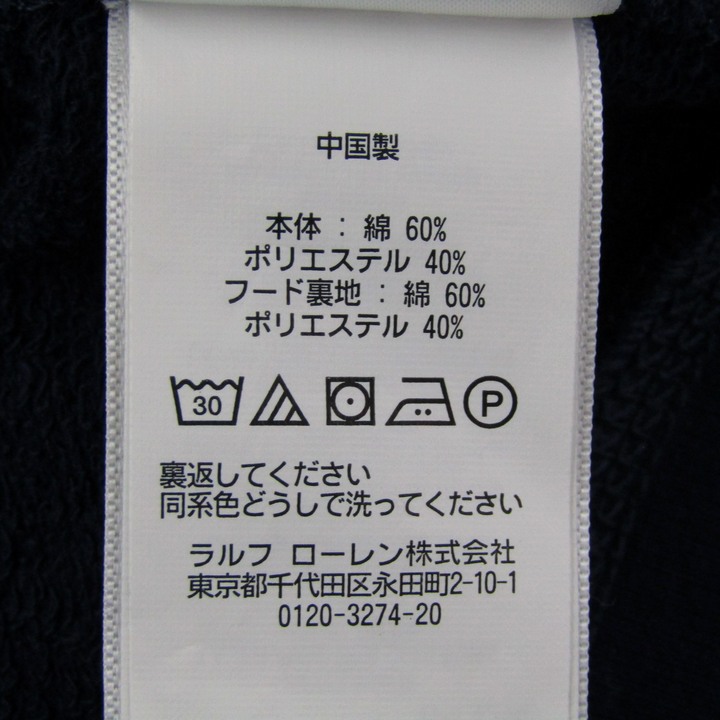 中国製
本体 : 綿 60%
ポリエステル 40%
フード裏地 : 綿 60%
ポリエステル 40%
30 P
裏返してください
同系色どうしで洗ってください
ラルフ ローレン株式会社
東京都千代田区永田町2-10-1
0120-3274-20